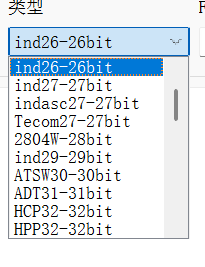 类型
ind26-26bit
ind26-26bit
ind27-27bit
indasc27-27bit
Tecom27-27bit
2804W-28bit
ind29-29bit
ATSW30-30bit
ADT31-31bit
HCP32-32bit
HPP32-32bit